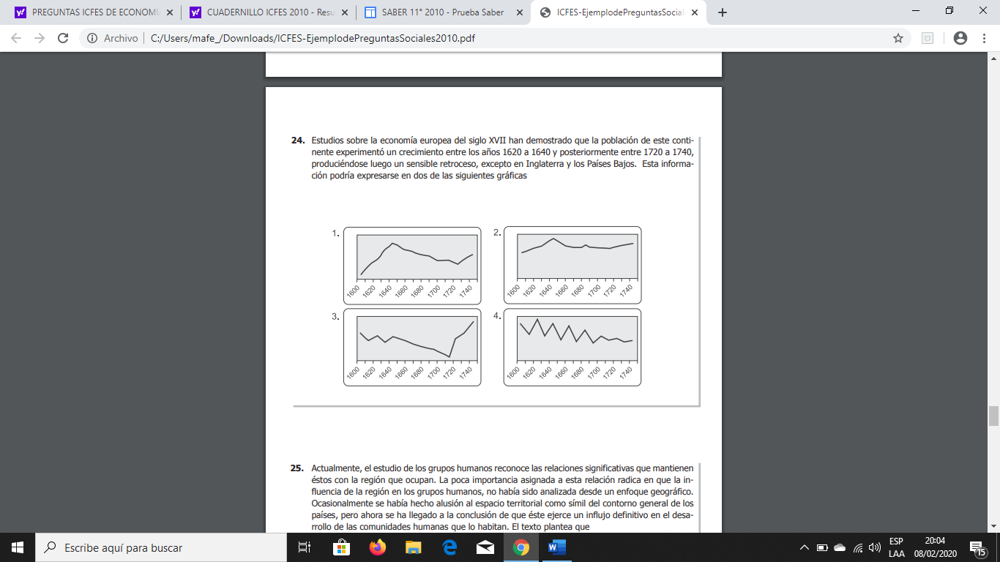 PREGUNTAS ICFES DE ECONOMI
CUADERNILLO ICFES 2010 - Resu
SABER 11° 2010 - Prueba Saber
ICFES-EjemplodePreguntasSocial
Archivo
C:/Users/mafe_/Downloads/ICFES-EjemplodePreguntasSociales2010.pdf
24. Estudios sobre la economía europea del siglo XVII han demostrado que la población de este conti-
nente experimentó un crecimiento entre los años 1620 a 1640 y posteriormente entre 1720 a 1740,
produciéndose luego un sensible retroceso, excepto en Inglaterra y los Países Bajos. Esta informa-
ción podría expresarse en dos de las siguientes gráficas
1.
1600 1620 1640 1660 1680 1700 1720 1740
2.
1600 1620 1640 1660 1680 1700 1720 1740
3.
1600 1620 1640 1660 1680 1700 1720 1740
4.
1600 1620 1640 1660 1680 1700 1720 1740
25. Actualmente, el estudio de los grupos humanos reconoce las relaciones significativas que mantienen
éstos con la región que ocupan. La poca importancia asignada a esta relación radica en que la in-
fluencia de la región en los grupos humanos, no había sido analizada desde un enfoque geográfico.
Ocasionalmente se había hecho alusión al espacio territorial como símil del contorno general de los
países, pero ahora se ha llegado a la conclusión de que éste ejerce un influjo definitivo en el desa-
rrollo de las comunidades humanas que lo habitan. El texto plantea que
Escribe aquí para buscar
ESP
LAA
20:04
08/02/2020
15